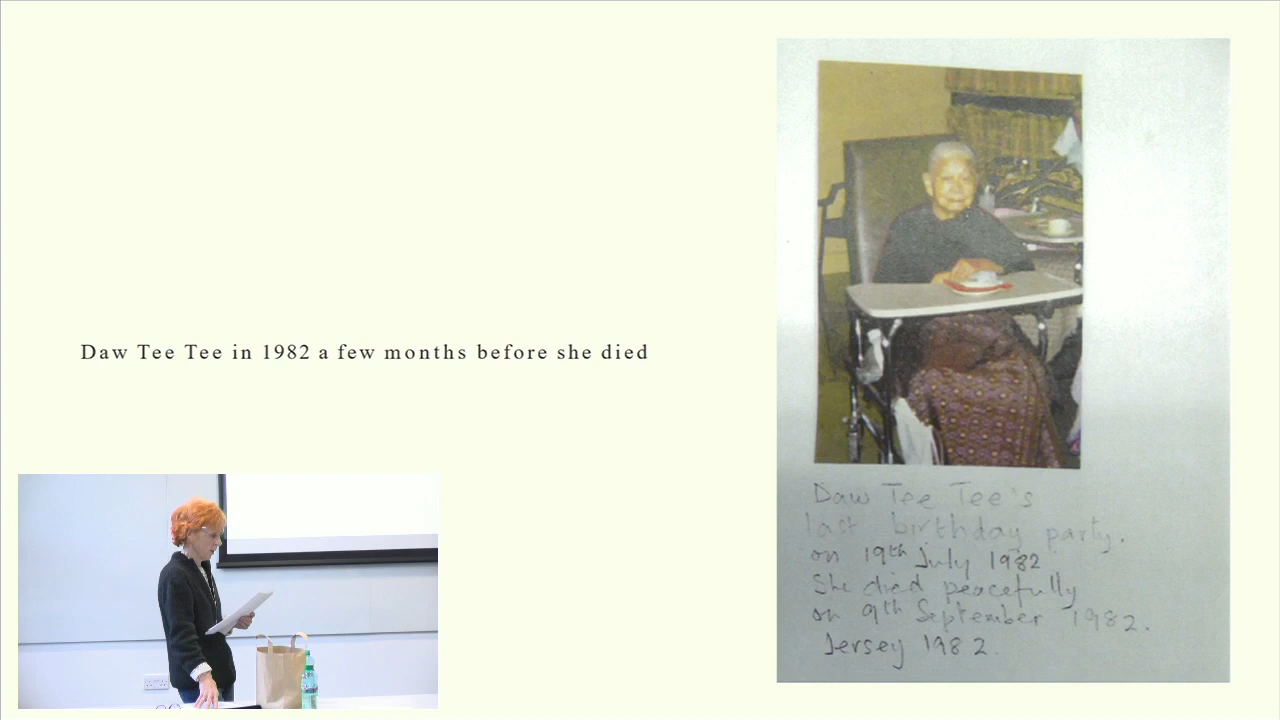 Daw Tee Tee in 1982 a few months before she died
Daw Tee Tee's
last birthday party.
on 19th July 1982
She died peacefully
on 9th September 1982.
Jersey 1982.